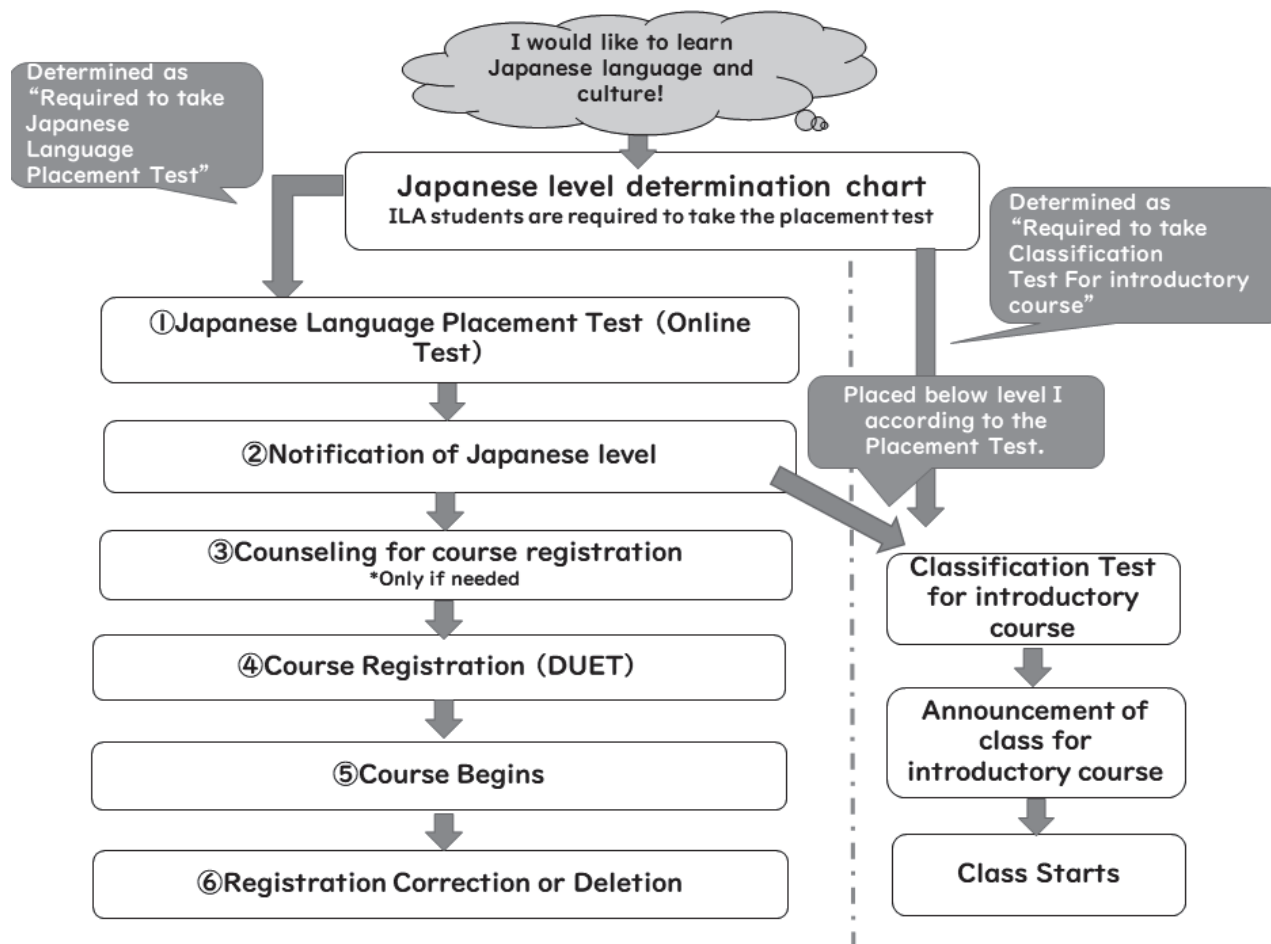 I would like to learn
Japanese language and
culture!
Determined as
“Required to take
Japanese
Language
Placement Test”
Japanese level determination chart
ILA students are required to take the placement test
Determined as
“Required to take
Classification
Test For introductory
course”
①Japanese Language Placement Test (Online
Test)
Placed below level I
according to the
Placement Test.
②Notification of Japanese level
③Counseling for course registration
*Only if needed
④Course Registration (DUET)
⑤Course Begins
⑥Registration Correction or Deletion
Classification Test
for introductory
course
Announcement of
class for
introductory course
Class Starts